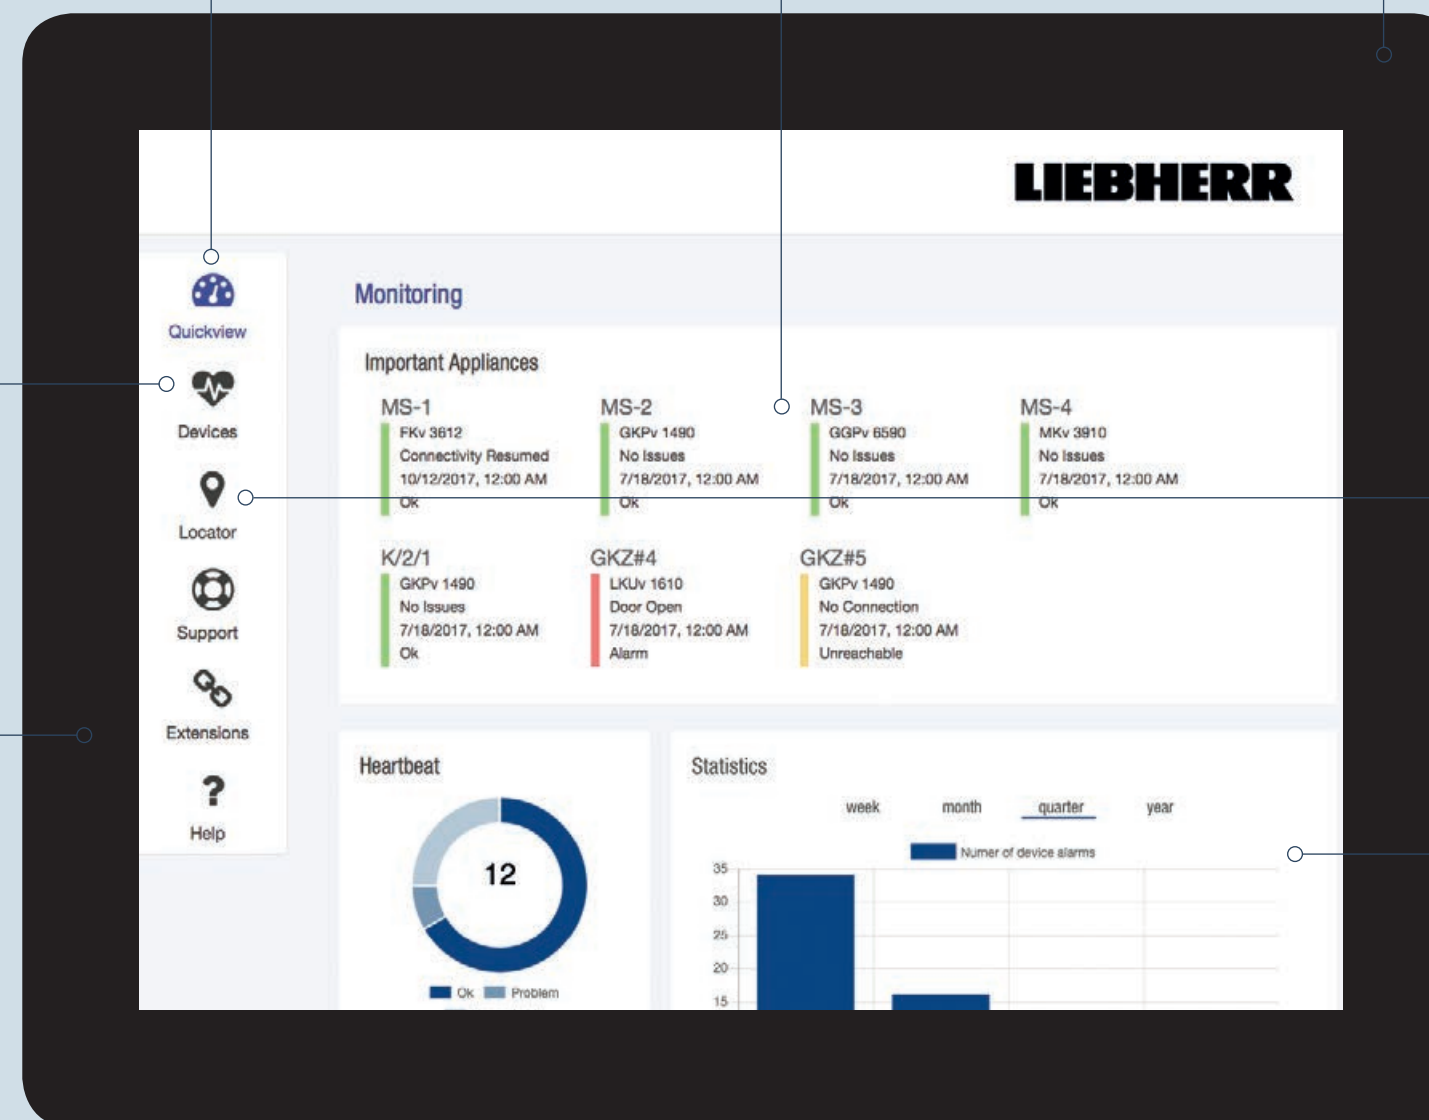 LIEBHERR
Quickview
Devices
Locator
Support
Extensions
Help
Monitoring
Important Appliances
MS-1
FKv 3612
Connectivity Resumed
10/12/2017, 12:00 AM
Ok
MS-2
GKPv 1490
No Issues
7/18/2017, 12:00 AM
Ok
MS-3
GGPv 6590
No Issues
7/18/2017, 12:00 AM
Ok
MS-4
MKv 3910
No Issues
7/18/2017, 12:00 AM
Ok
K/2/1
GKPv 1490
No Issues
7/18/2017, 12:00 AM
Ok
GKZ#4
LKUv 1610
Door Open
7/18/2017, 12:00 AM
Alarm
GKZ#5
GKPv 1490
No Connection
7/18/2017, 12:00 AM
Unreachable
Heartbeat
12
Ok Problem
Statistics
week month quarter year
Numer of device alarms
35
30
25
20
15